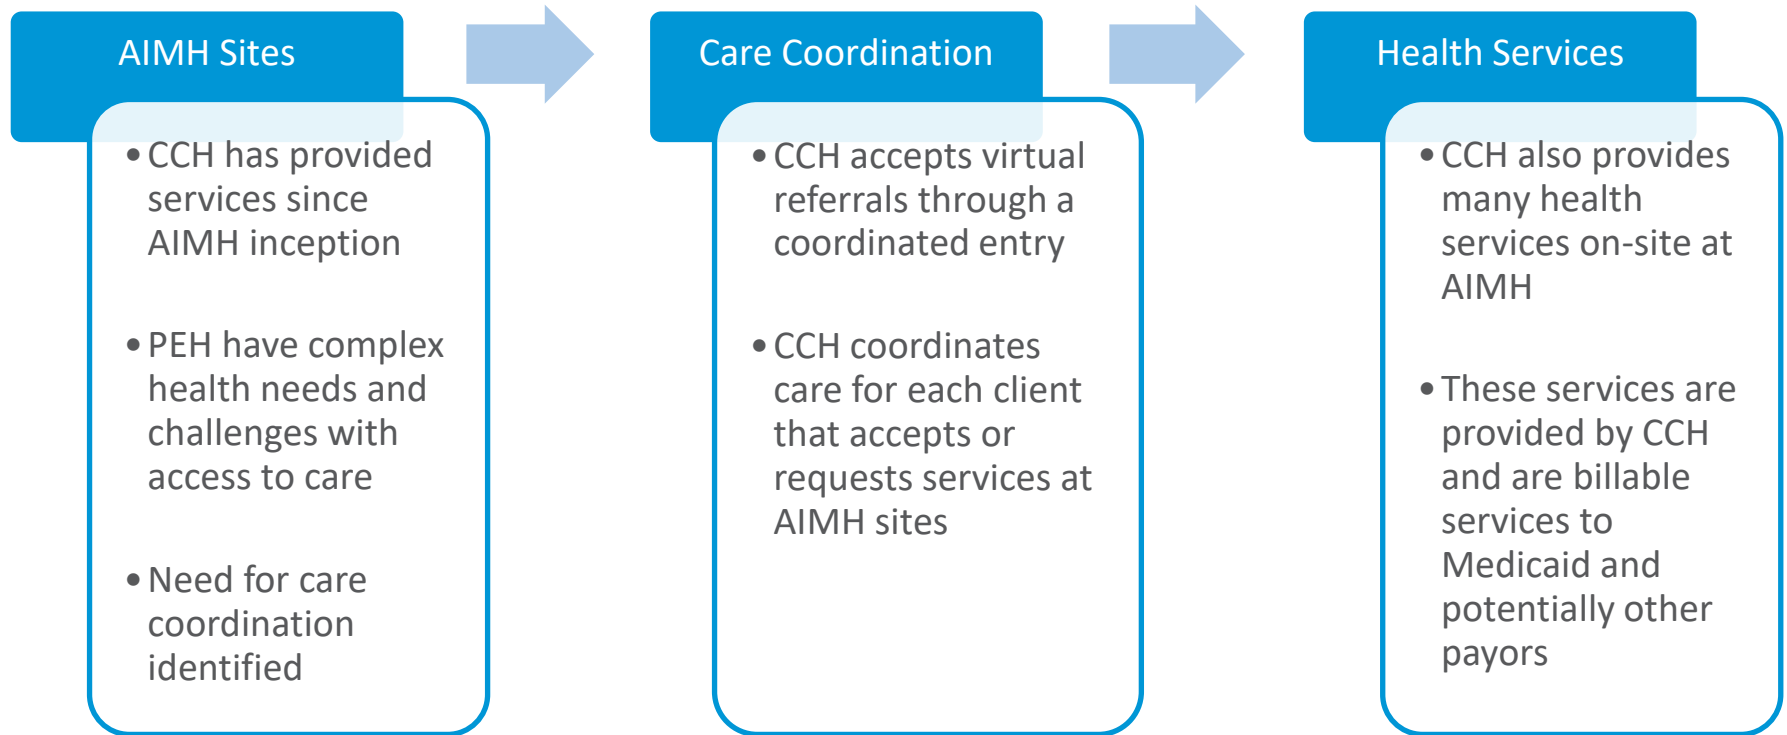 AIMH Sites
• CCH has provided
services since
AIMH inception
• PEH have complex
health needs and
challenges with
access to care
• Need for care
coordination
identified
Care Coordination
• CCH accepts virtual
referrals through a
coordinated entry
• CCH coordinates
care for each client
that accepts or
requests services at
AIMH sites
Health Services
• CCH also provides
many health
services on-site at
AIMH
• These services are
provided by CCH
and are billable
services to
Medicaid and
potentially other
payors